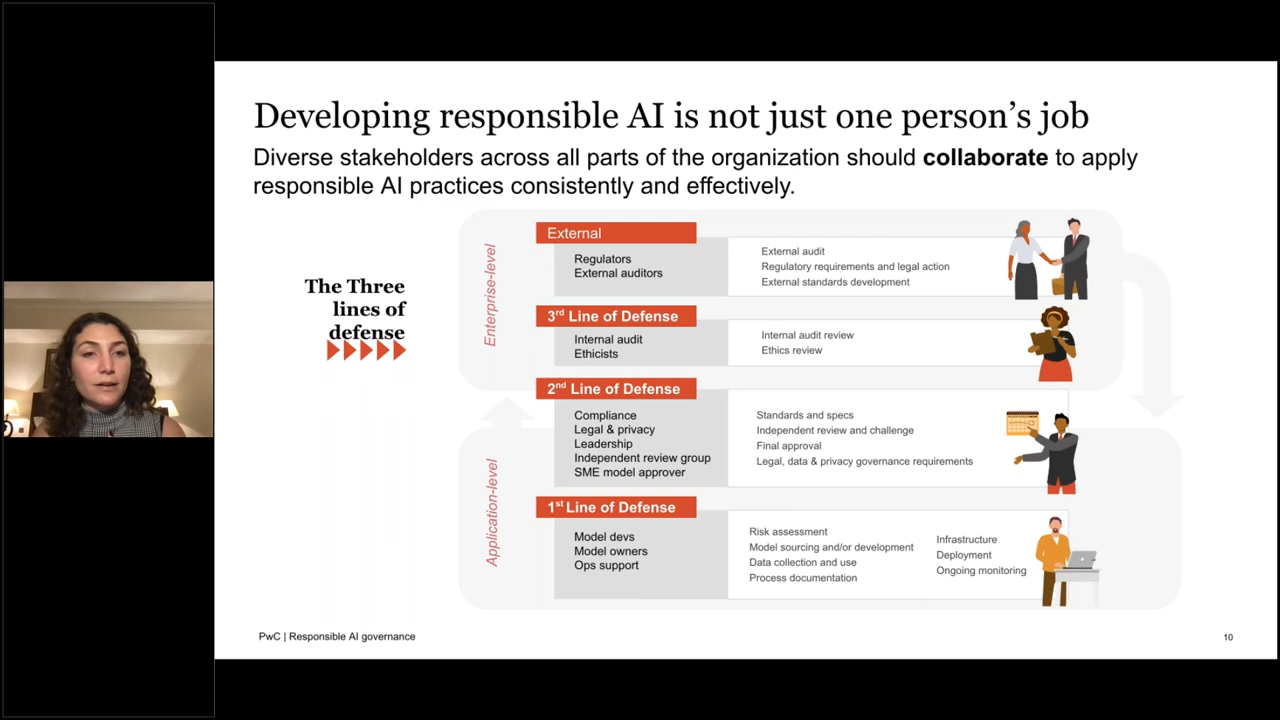 Developing responsible AI is not just one person’s job
Diverse stakeholders across all parts of the organization should collaborate to apply
responsible AI practices consistently and effectively.
The Three
lines of
defense
Enterprise-level
External
Regulators
External auditors
External audit
Regulatory requirements and legal action
External standards development
3rd Line of Defense
Internal audit
Ethicists
Internal audit review
Ethics review
Application-level
2nd Line of Defense
Compliance
Legal & privacy
Leadership
Independent review group
SME model approver
Standards and specs
Independent review and challenge
Final approval
Legal, data & privacy governance requirements
1st Line of Defense
Model devs
Model owners
Ops support
Risk assessment
Model sourcing and/or development
Data collection and use
Process documentation
Infrastructure
Deployment
Ongoing monitoring
PwC | Responsible AI governance
10